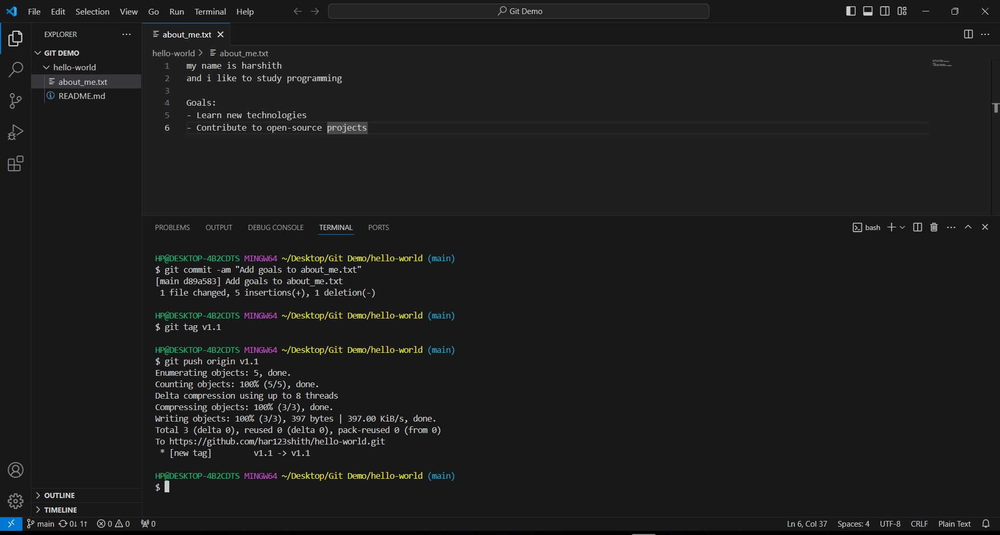 File Edit Selection View Go Run Terminal Help
Git Demo
EXPLORER
about_me.txt
GIT DEMO
hello-world
about_me.txt
README.md
hello-world > about_me.txt
1 my name is harshith
2 and i like to study programming
3
4 Goals:
5 - Learn new technologies
6 - Contribute to open-source projects
PROBLEMS OUTPUT DEBUG CONSOLE TERMINAL PORTS
bash
HP@DESKTOP-4B2CDTS MINGW64 ~/Desktop/Git Demo/hello-world (main)
$ git commit -am "Add goals to about_me.txt"
[main d89a583] Add goals to about_me.txt
1 file changed, 5 insertions(+), 1 deletion(-)
HP@DESKTOP-4B2CDTS MINGW64 ~/Desktop/Git Demo/hello-world (main)
$ git tag v1.1
HP@DESKTOP-4B2CDTS MINGW64 ~/Desktop/Git Demo/hello-world (main)
$ git push origin v1.1
Enumerating objects: 5, done.
Counting objects: 100% (5/5), done.
Delta compression using up to 8 threads
Compressing objects: 100% (3/3), done.
Writing objects: 100% (3/3), 397 bytes | 397.00 KiB/s, done.
Total 3 (delta 0), reused 0 (delta 0), pack-reused 0 (from 0)
To https://github.com/har123shith/hello-world.git
* [new tag] v1.1 -> v1.1
HP@DESKTOP-4B2CDTS MINGW64 ~/Desktop/Git Demo/hello-world (main)
$
OUTLINE
TIMELINE
main 0↓ 1↑ 0 0 0 Ln 6, Col 37 Spaces: 4 UTF-8 CRLF Plain Text